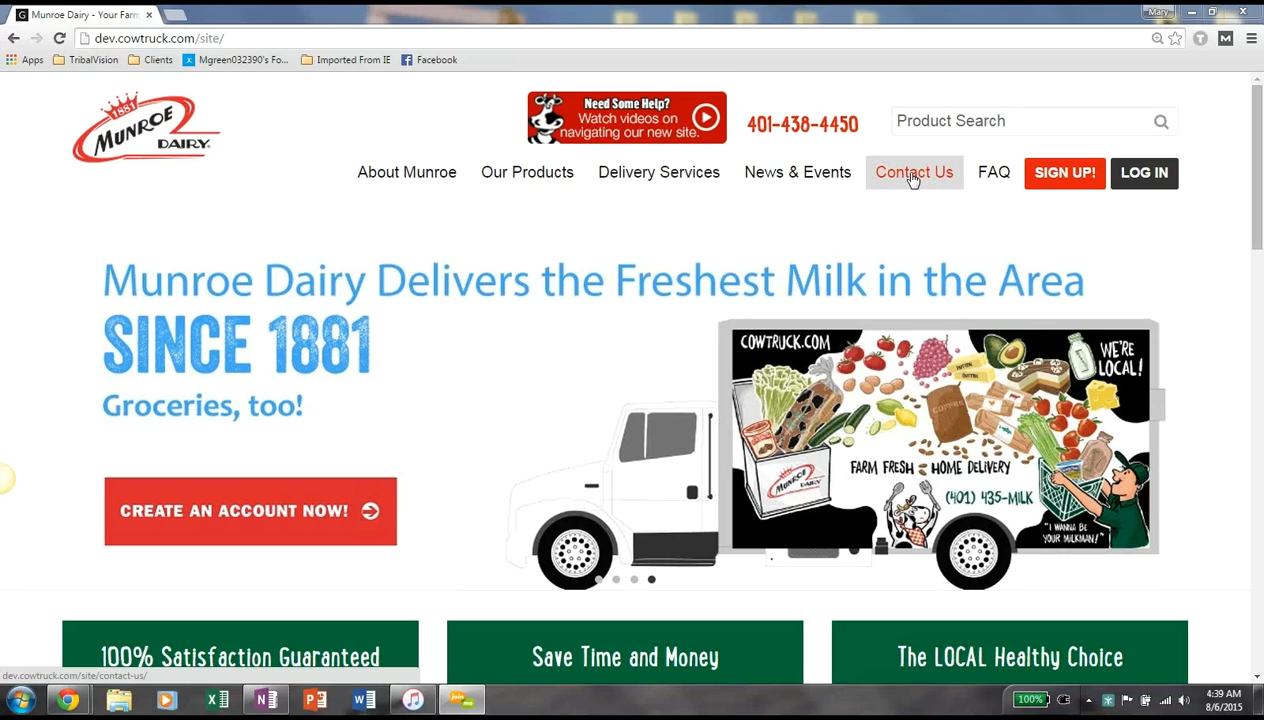 Munroe Dairy - Your Farm
Mary
dev.cowtruck.com/site/
Apps
TribalVision
Clients
Mgreen032390's Fo...
Imported From IE
Facebook
1881
MUNROE
DAIRY
Need Some Help?
Watch videos on
navigating our new site.
401-438-4450
Product Search
About Munroe
Our Products
Delivery Services
News & Events
Contact Us
FAQ
SIGN UP!
LOG IN
Munroe Dairy Delivers the Freshest Milk in the Area
SINCE 1881
Groceries, too!
CREATE AN ACCOUNT NOW!
COWTRUCK.COM
WE'RE
LOCAL!
BUTTER
COFFEE
MUNROE
FARM FRESH - HOME DELIVERY
(401) 435-MILK
"I WANNA BE
YOUR MILKMAN!"
100% Satisfaction Guaranteed
Save Time and Money
The LOCAL Healthy Choice
dev.cowtruck.com/site/contact-us/
100%
4:39 AM
8/6/2015